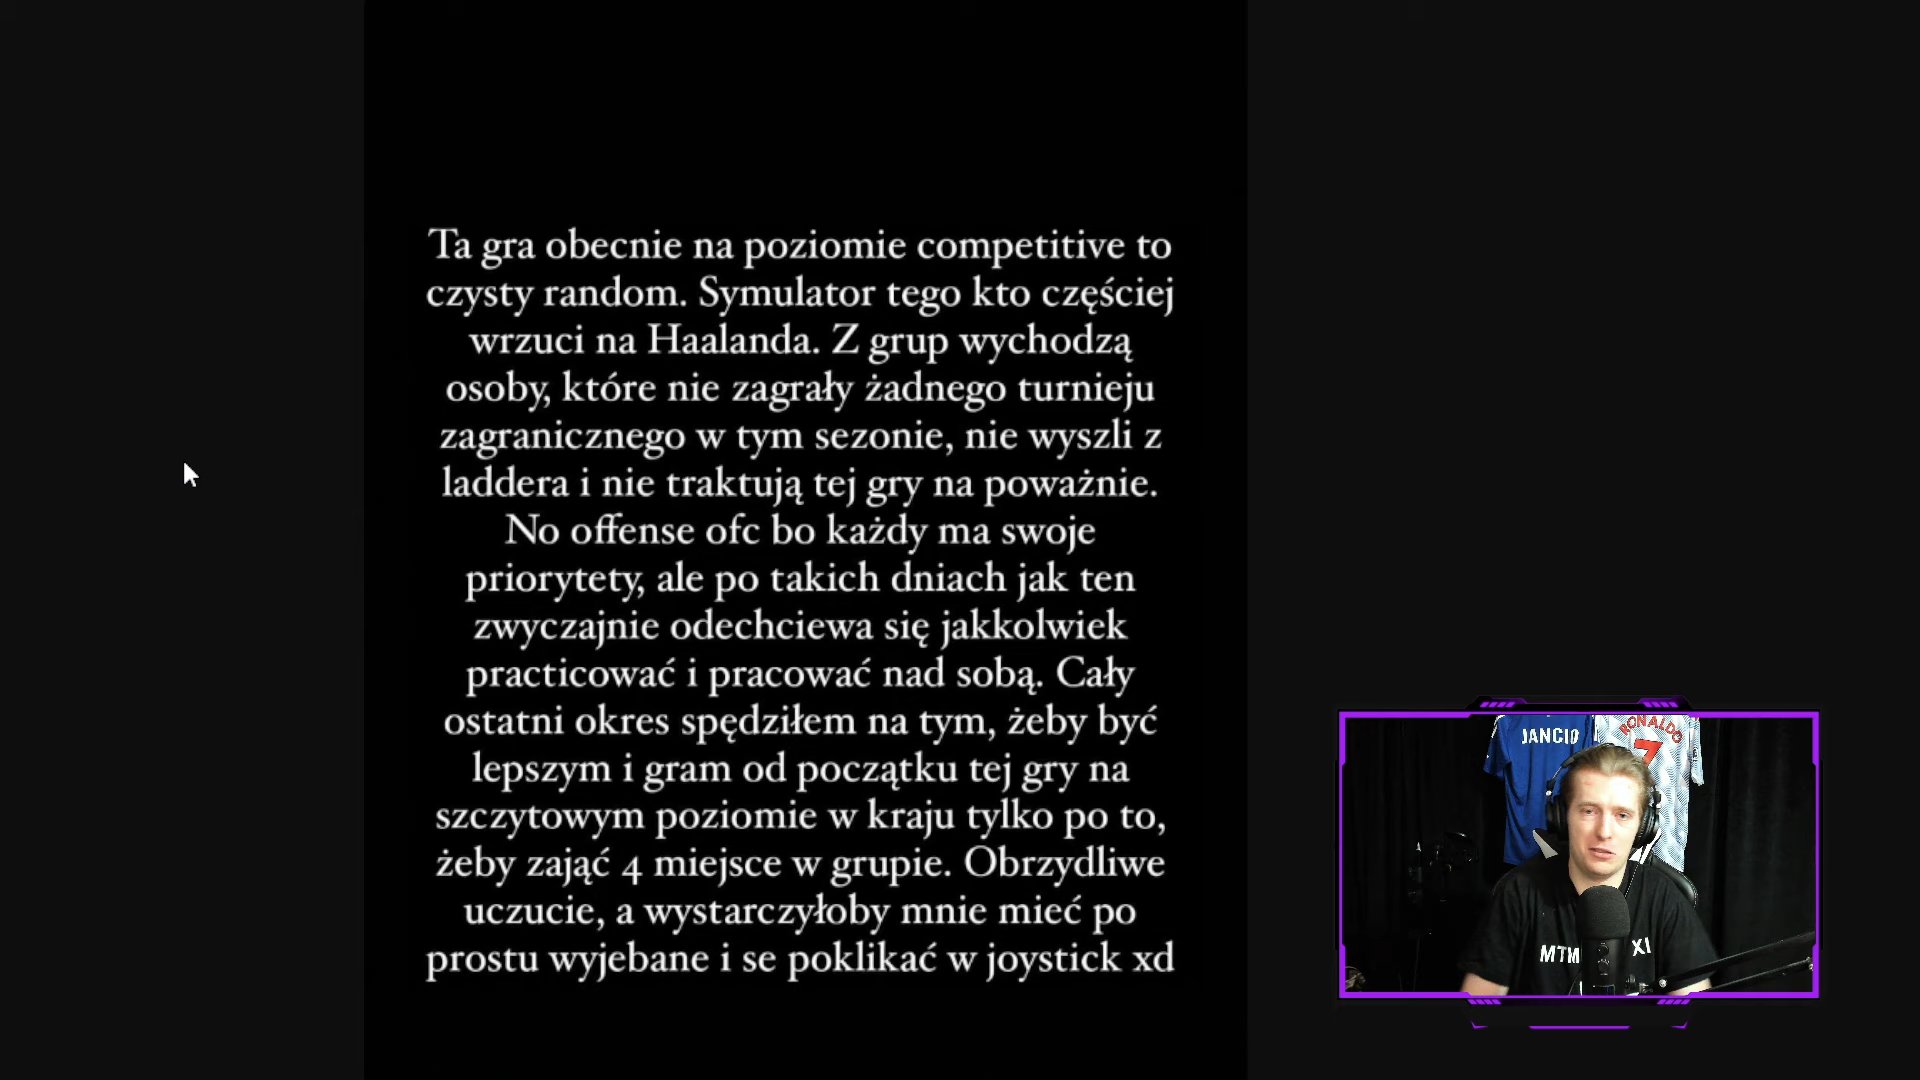 Ta gra obecnie na poziomie competitive to
czysty random. Symulator tego kto częściej
wrzuci na Haalanda. Z grup wychodzą
osoby, które nie zagrały żadnego turnieju
zagranicznego w tym sezonie, nie wyszli z
laddera i nie traktują tej gry na poważnie.
No offense ofc bo każdy ma swoje
priorytety, ale po takich dniach jak ten
zwyczajnie odechciewa się jakkolwiek
practicować i pracować nad sobą. Cały
ostatni okres spędziłem na tym, żeby być
lepszym i gram od początku tej gry na
szczytowym poziomie w kraju tylko po to,
żeby zająć 4 miejsce w grupie. Obrzydliwe
uczucie, a wystarczyłoby mnie mieć po
prostu wyjebane i se poklikać w joystick xd
JANCIO
RONALDO
7
MTM XI